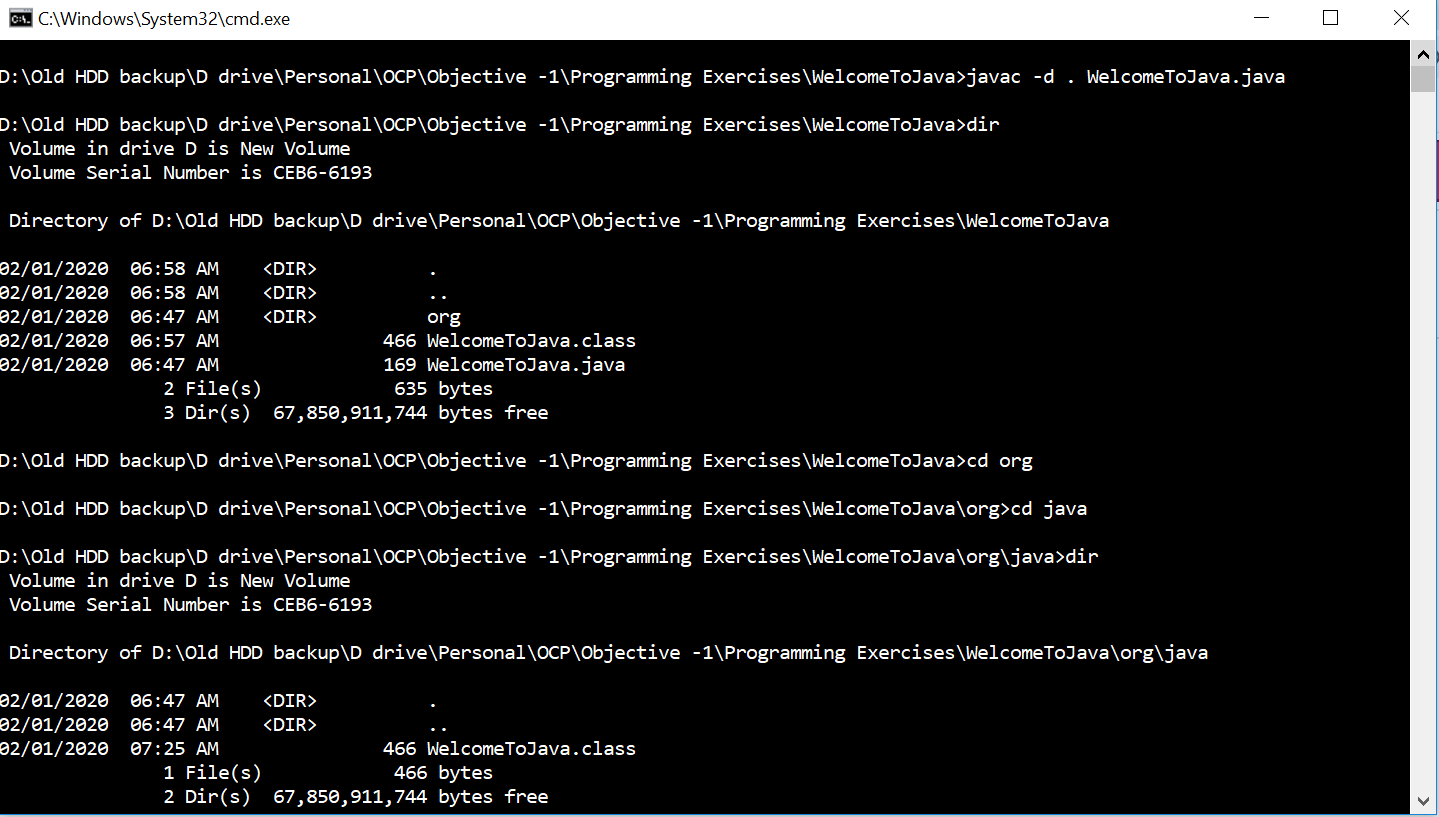 C:\Windows\System32\cmd.exe
D:\Old HDD backup\D drive\Personal\OCP\Objective -1\Programming Exercises\WelcomeToJava>javac -d . WelcomeToJava.java
D:\Old HDD backup\D drive\Personal\OCP\Objective -1\Programming Exercises\WelcomeToJava>dir
Volume in drive D is New Volume
Volume Serial Number is CEB6-6193
Directory of D:\Old HDD backup\D drive\Personal\OCP\Objective -1\Programming Exercises\WelcomeToJava
02/01/2020  06:58 AM    <DIR>          .
02/01/2020  06:58 AM    <DIR>          ..
02/01/2020  06:47 AM    <DIR>          org
02/01/2020  06:57 AM               466 WelcomeToJava.class
02/01/2020  06:47 AM               169 WelcomeToJava.java
2 File(s)            635 bytes
3 Dir(s)  67,850,911,744 bytes free
D:\Old HDD backup\D drive\Personal\OCP\Objective -1\Programming Exercises\WelcomeToJava>cd org
D:\Old HDD backup\D drive\Personal\OCP\Objective -1\Programming Exercises\WelcomeToJava\org>cd java
D:\Old HDD backup\D drive\Personal\OCP\Objective -1\Programming Exercises\WelcomeToJava\org\java>dir
Volume in drive D is New Volume
Volume Serial Number is CEB6-6193
Directory of D:\Old HDD backup\D drive\Personal\OCP\Objective -1\Programming Exercises\WelcomeToJava\org\java
02/01/2020  06:47 AM    <DIR>          .
02/01/2020  06:47 AM    <DIR>          ..
02/01/2020  07:25 AM               466 WelcomeToJava.class
1 File(s)            466 bytes
2 Dir(s)  67,850,911,744 bytes free